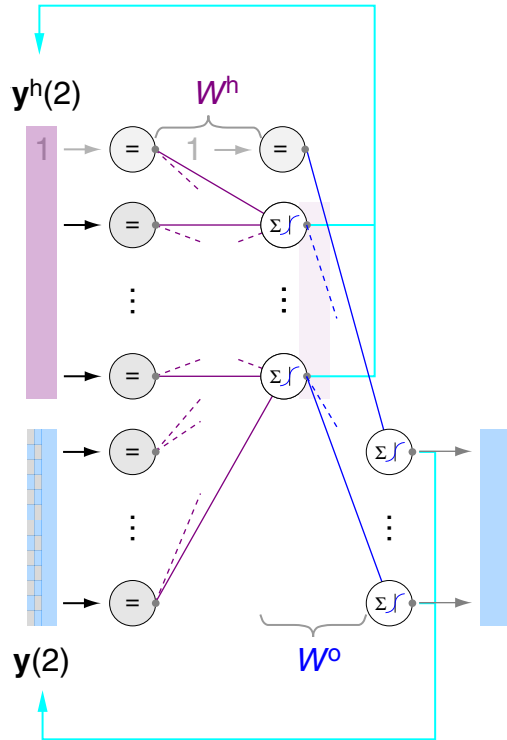 yʰ(2) Wʰ
1 = 1 =
= Σ
⋮ ⋮
= Σ
= Σ
⋮ ⋮
= Σ
y(2) Wᵒ